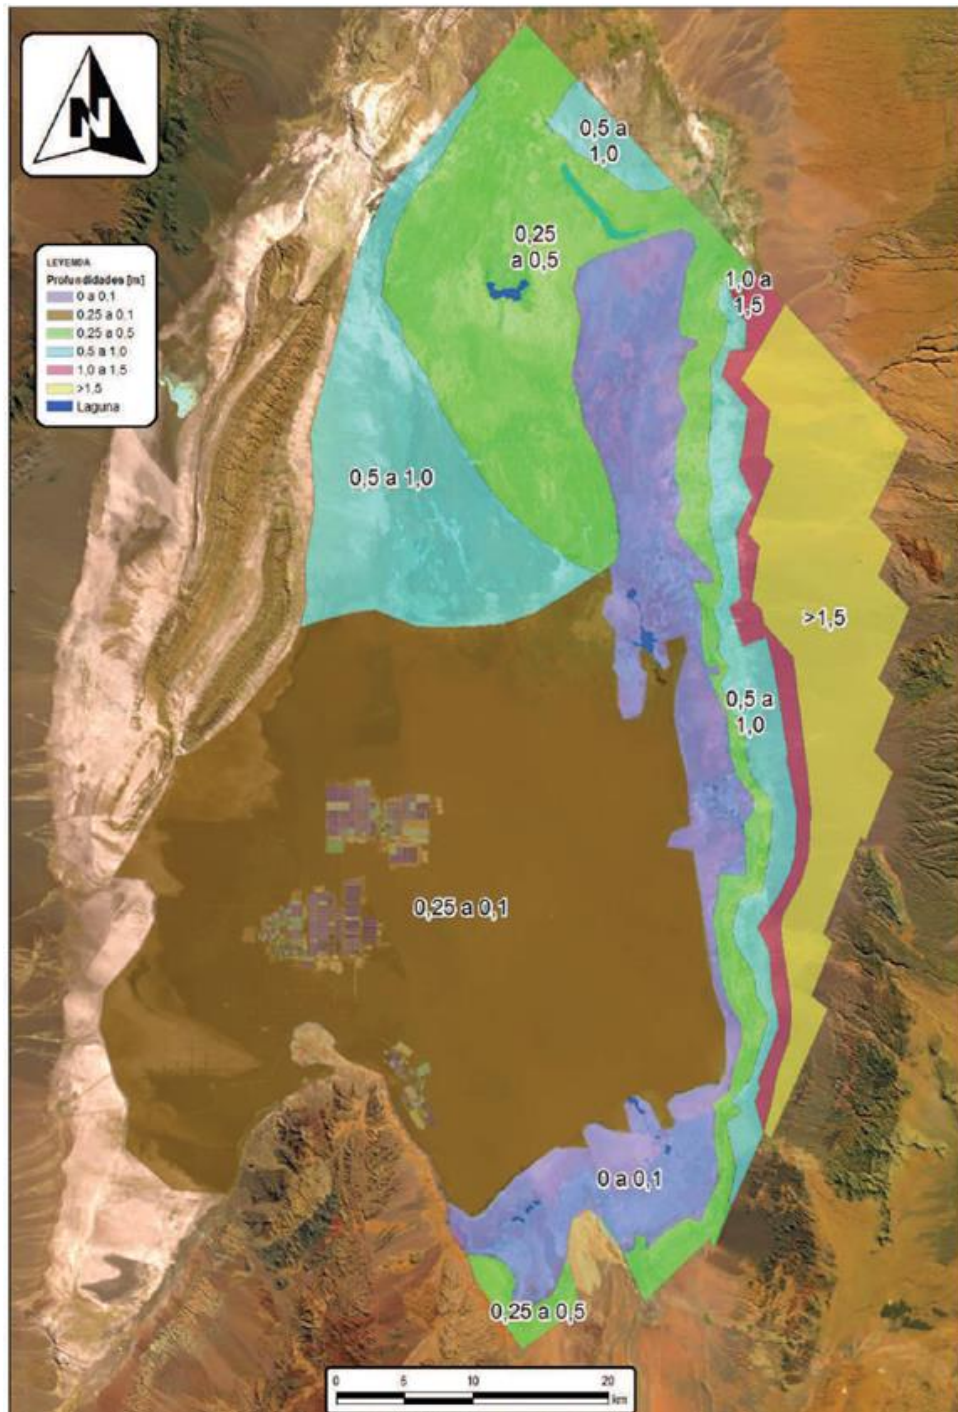 N
0,5 a
1,0
0,25
a 0,5
1,0 a
1,5
LEYENDA
Profundidades [m]
0 a 0,1
0,25 a 0,1
0,25 a 0,5
0,5 a 1,0
1,0 a 1,5
>1,5
Laguna
0,5 a 1,0
>1,5
0,5 a
1,0
0,25 a 0,1
0 a 0,1
0,25 a 0,5
0 5 10 20
km